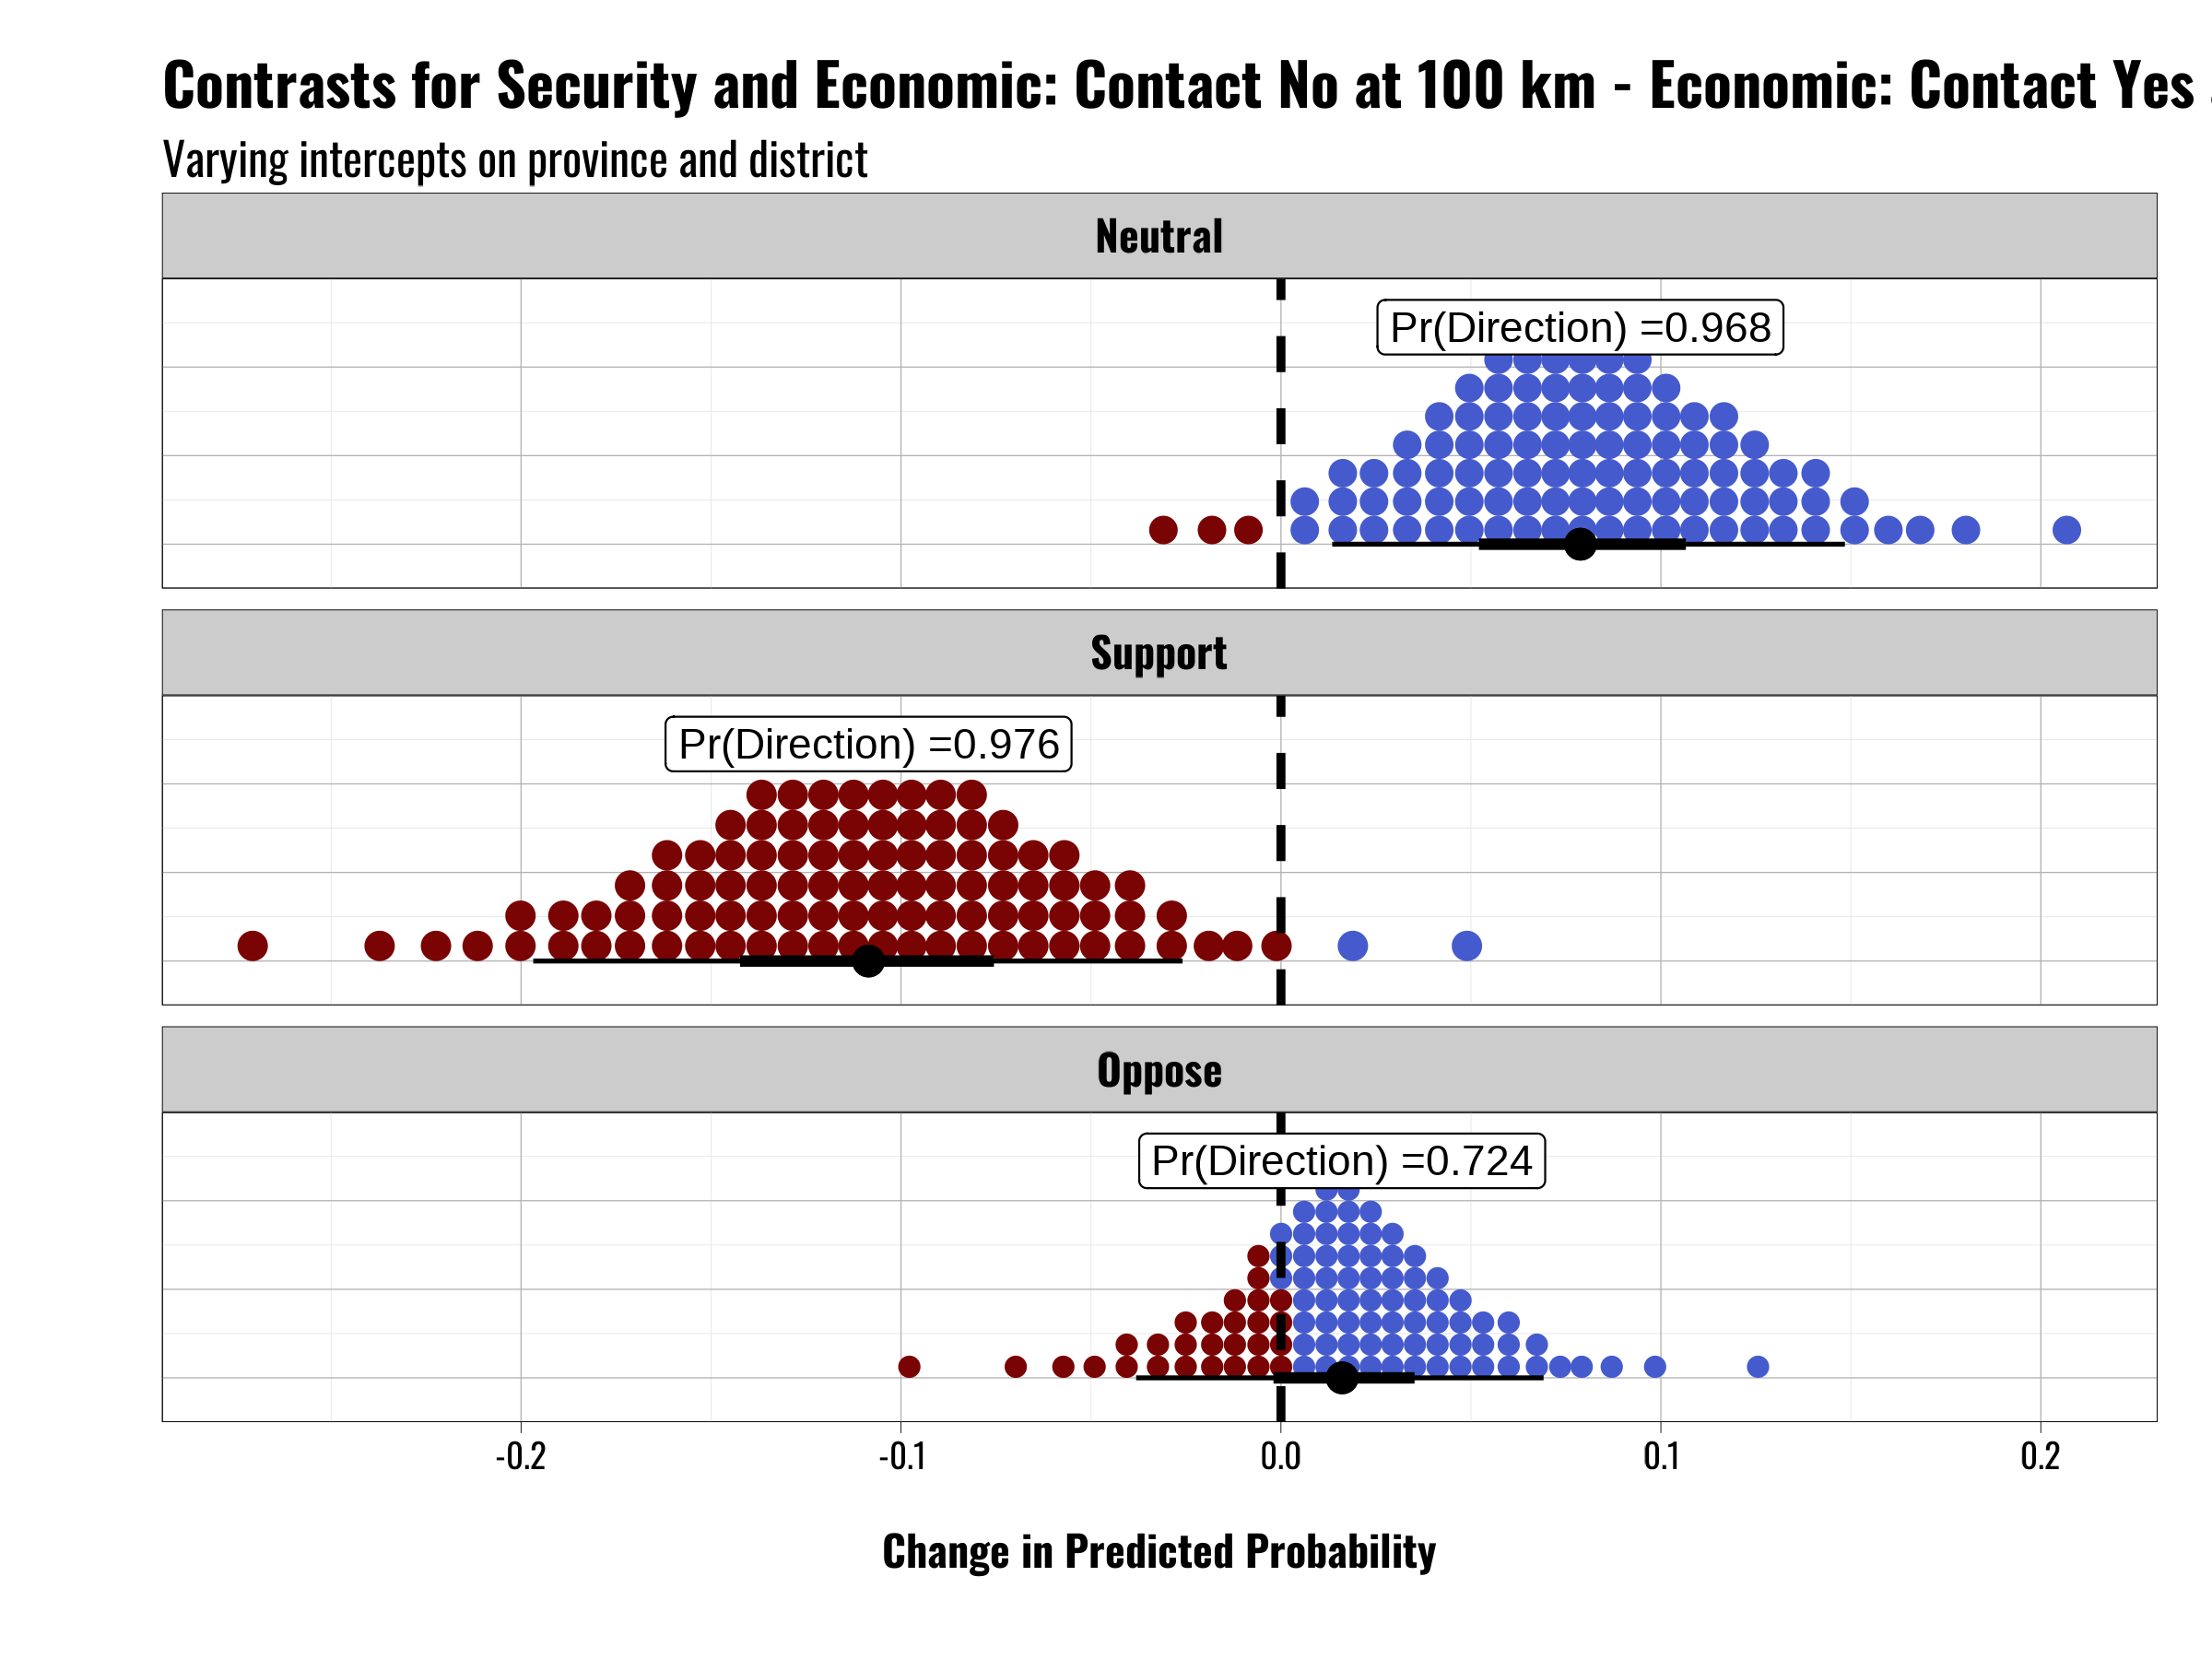 Contrasts for Security and Economic: Contact No at 100 km - Economic: Contact Yes
Varying intercepts on province and district
Neutral
Pr(Direction) =0.968
Support
Pr(Direction) =0.976
Oppose
Pr(Direction) =0.724
-0.2 -0.1 0.0 0.1 0.2
Change in Predicted Probability